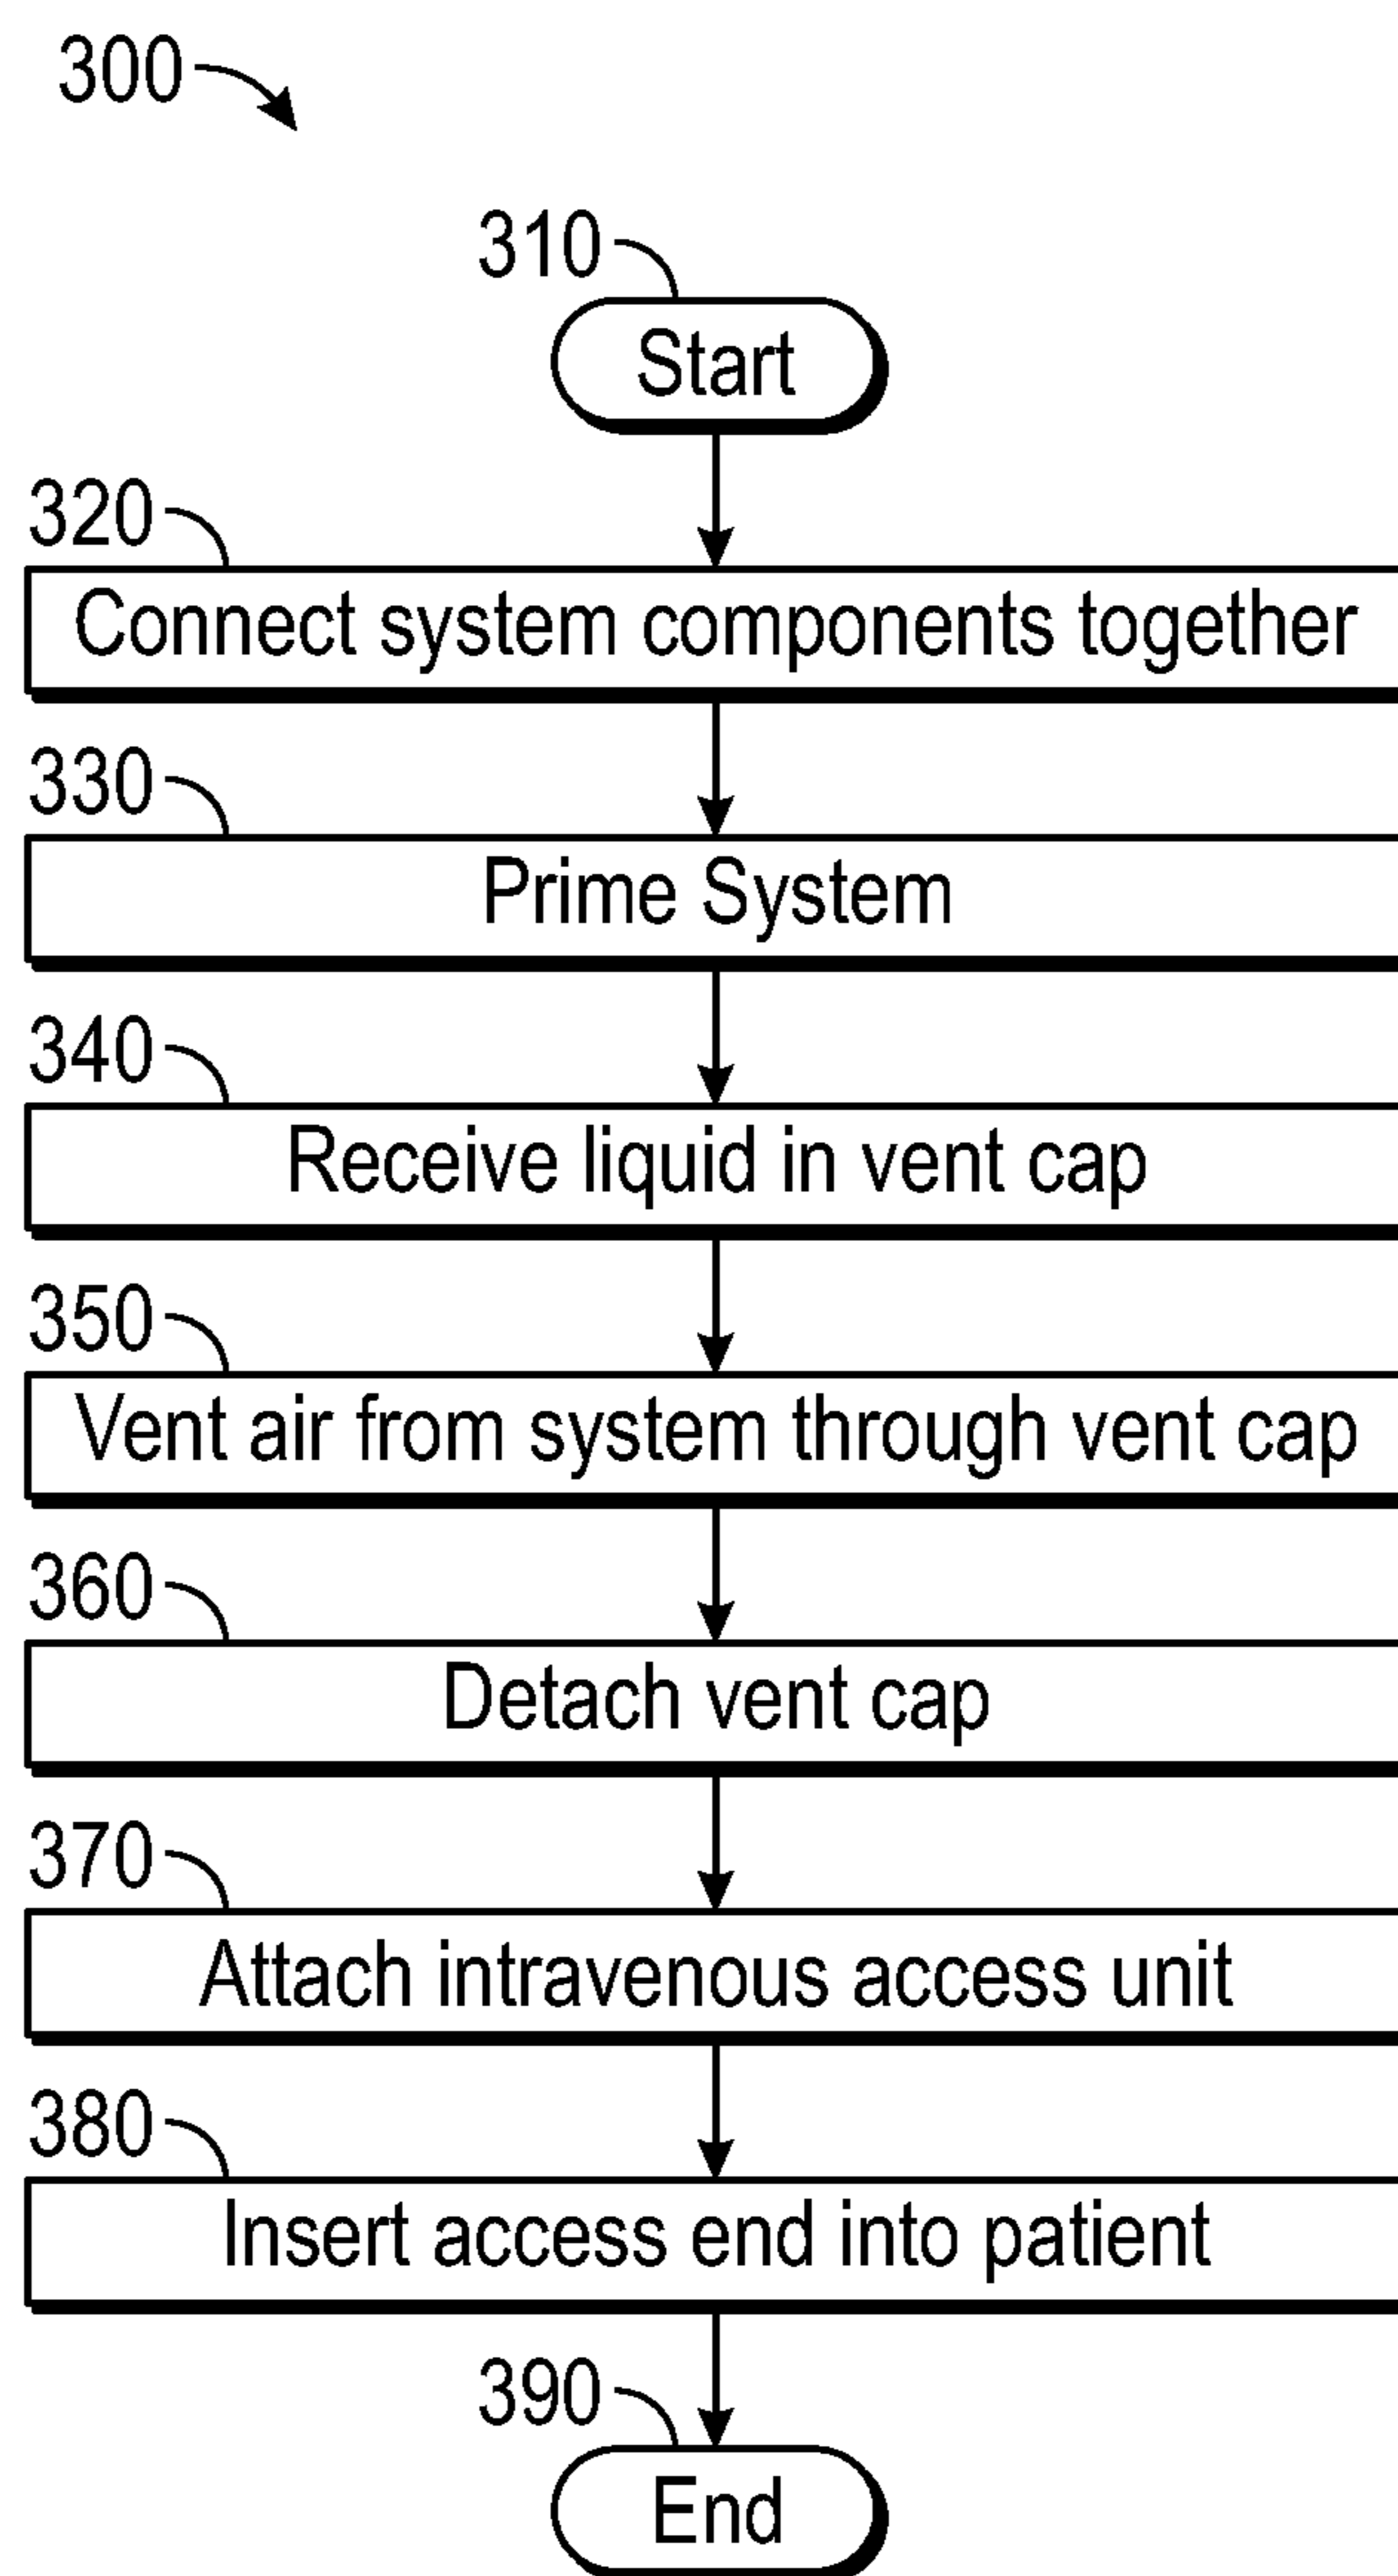 300
310
Start
320
Connect system components together
330
Prime System
340
Receive liquid in vent cap
350
Vent air from system through vent cap
360
Detach vent cap
370
Attach intravenous access unit
380
Insert access end into patient
390
End